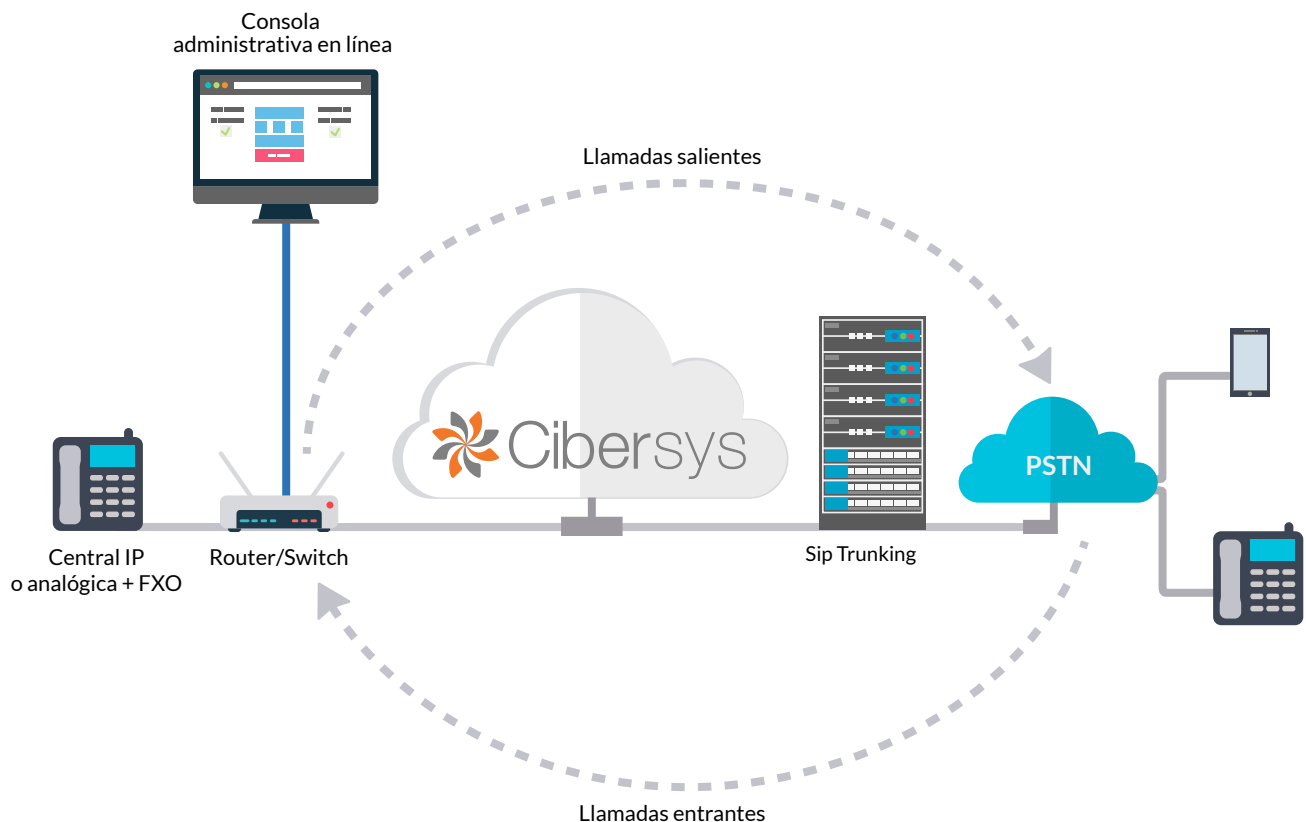 Consola
administrativa en línea
Llamadas salientes
Cibersys
PSTN
Central IP
o analógica + FXO
Router/Switch
Sip Trunking
Llamadas entrantes